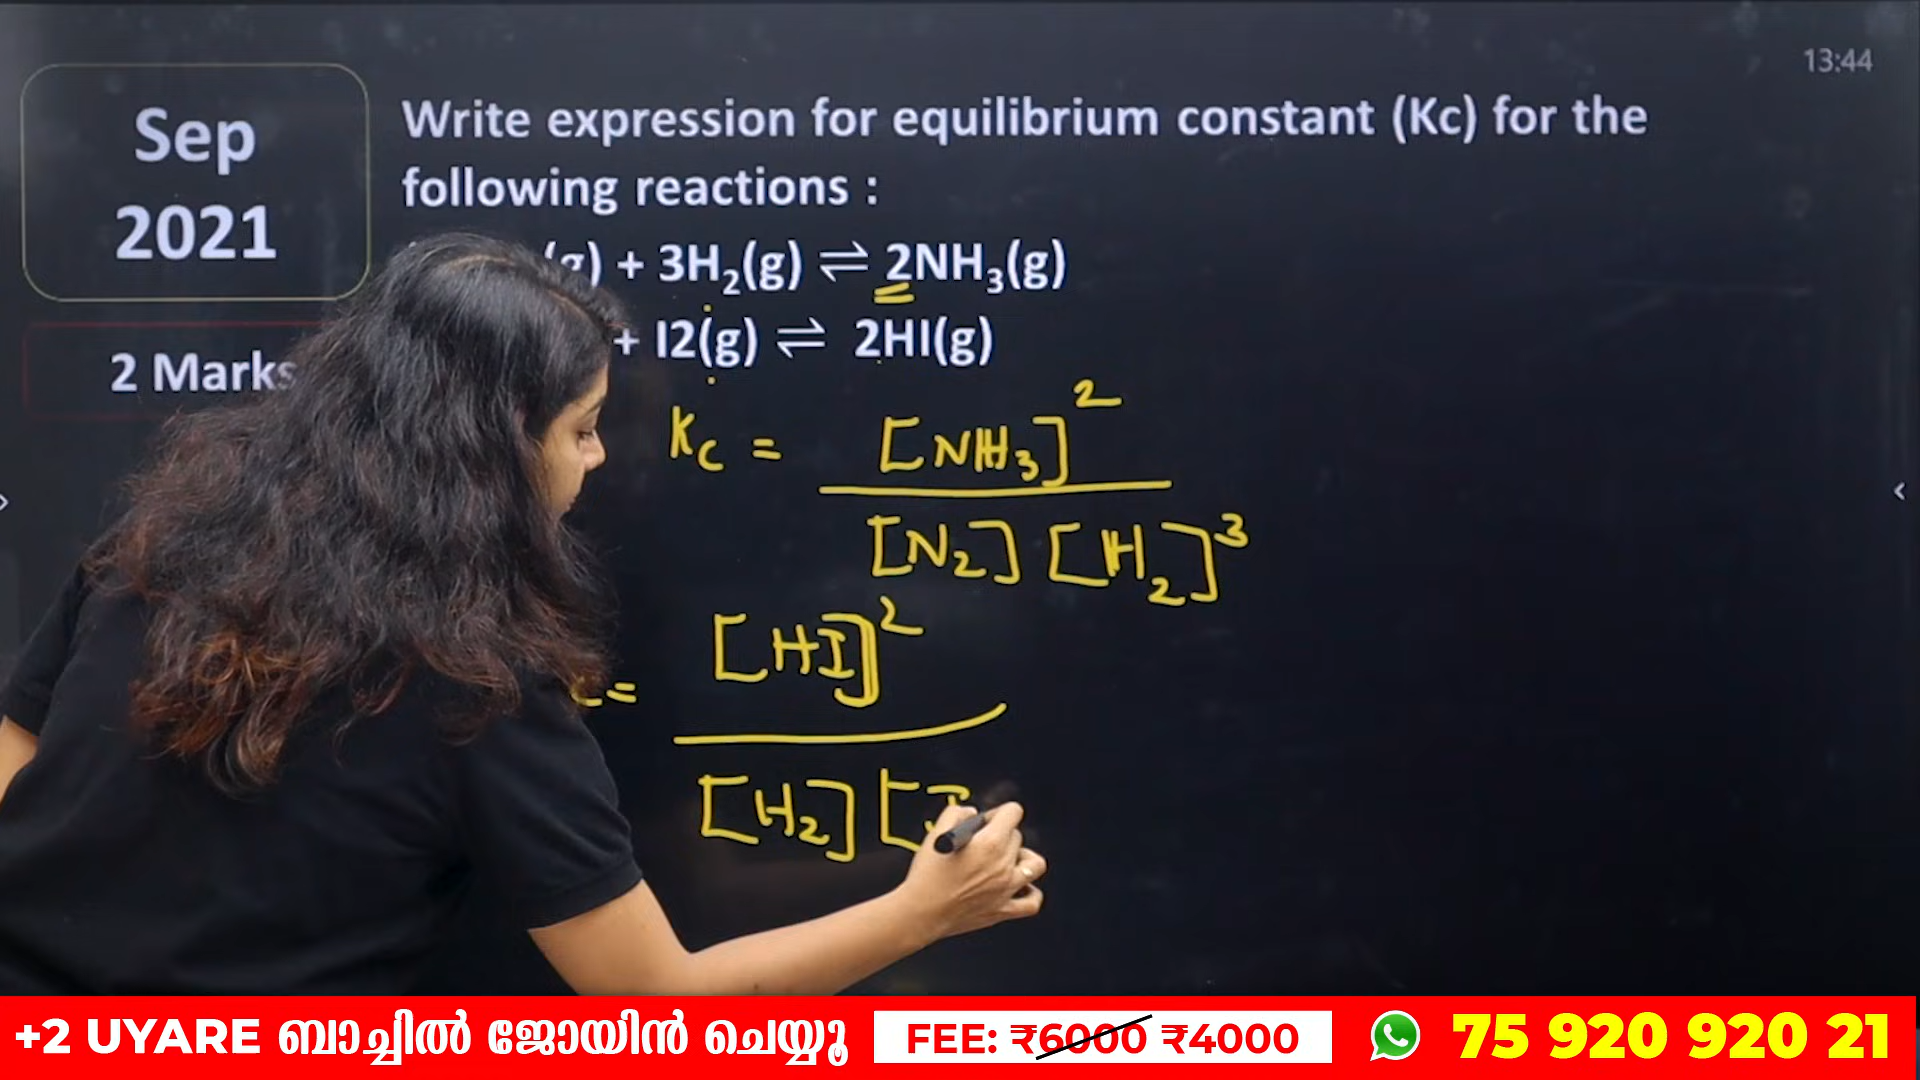 13:44
Sep
2021
2 Marks
Write expression for equilibrium constant (Kc) for the
following reactions :
(g) + 3H₂(g) ⇌ 2NH₃(g)
+ I2(g) ⇌ 2HI(g)
Kc = [NH₃]²
[N₂] [H₂]³
[HI]²
c =
[H₂] [I
+2 UYARE ബാച്ചിൽ ജോയിൻ ചെയ്യൂ
FEE: ₹6000 ₹4000
75 920 920 21